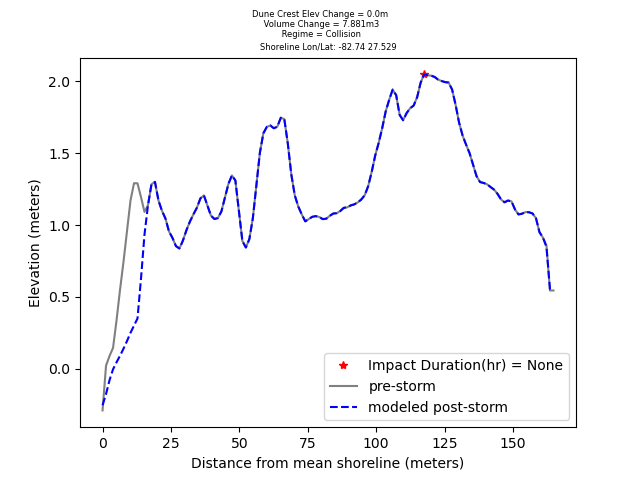 Dune Crest Elev Change = 0.0m
Volume Change = 7.881m3
Regime = Collision
Shoreline Lon/Lat: -82.74 27.529
2.0
1.5
1.0
0.5
0.0
Elevation (meters)
Impact Duration(hr) = None
pre-storm
modeled post-storm
0 25 50 75 100 125 150
Distance from mean shoreline (meters)